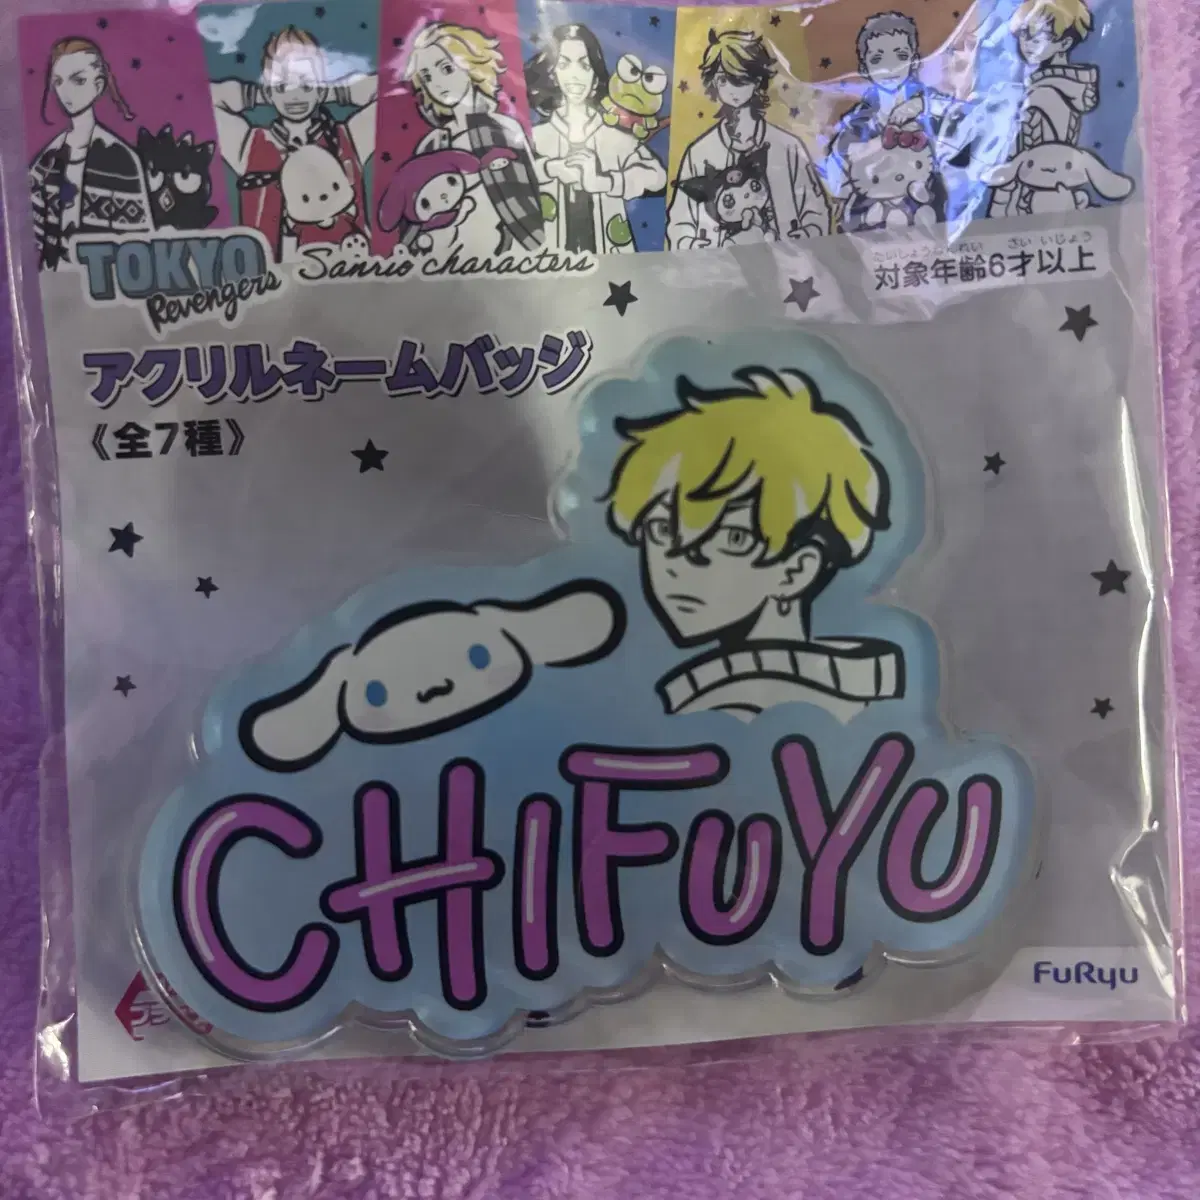 TOKYO
Revengers
Sanrio characters
たいしょうねんれい さい いじょう
対象年齢6才以上
アクリルネームバッジ
《全7種》
CHIFUYU
FuRyu